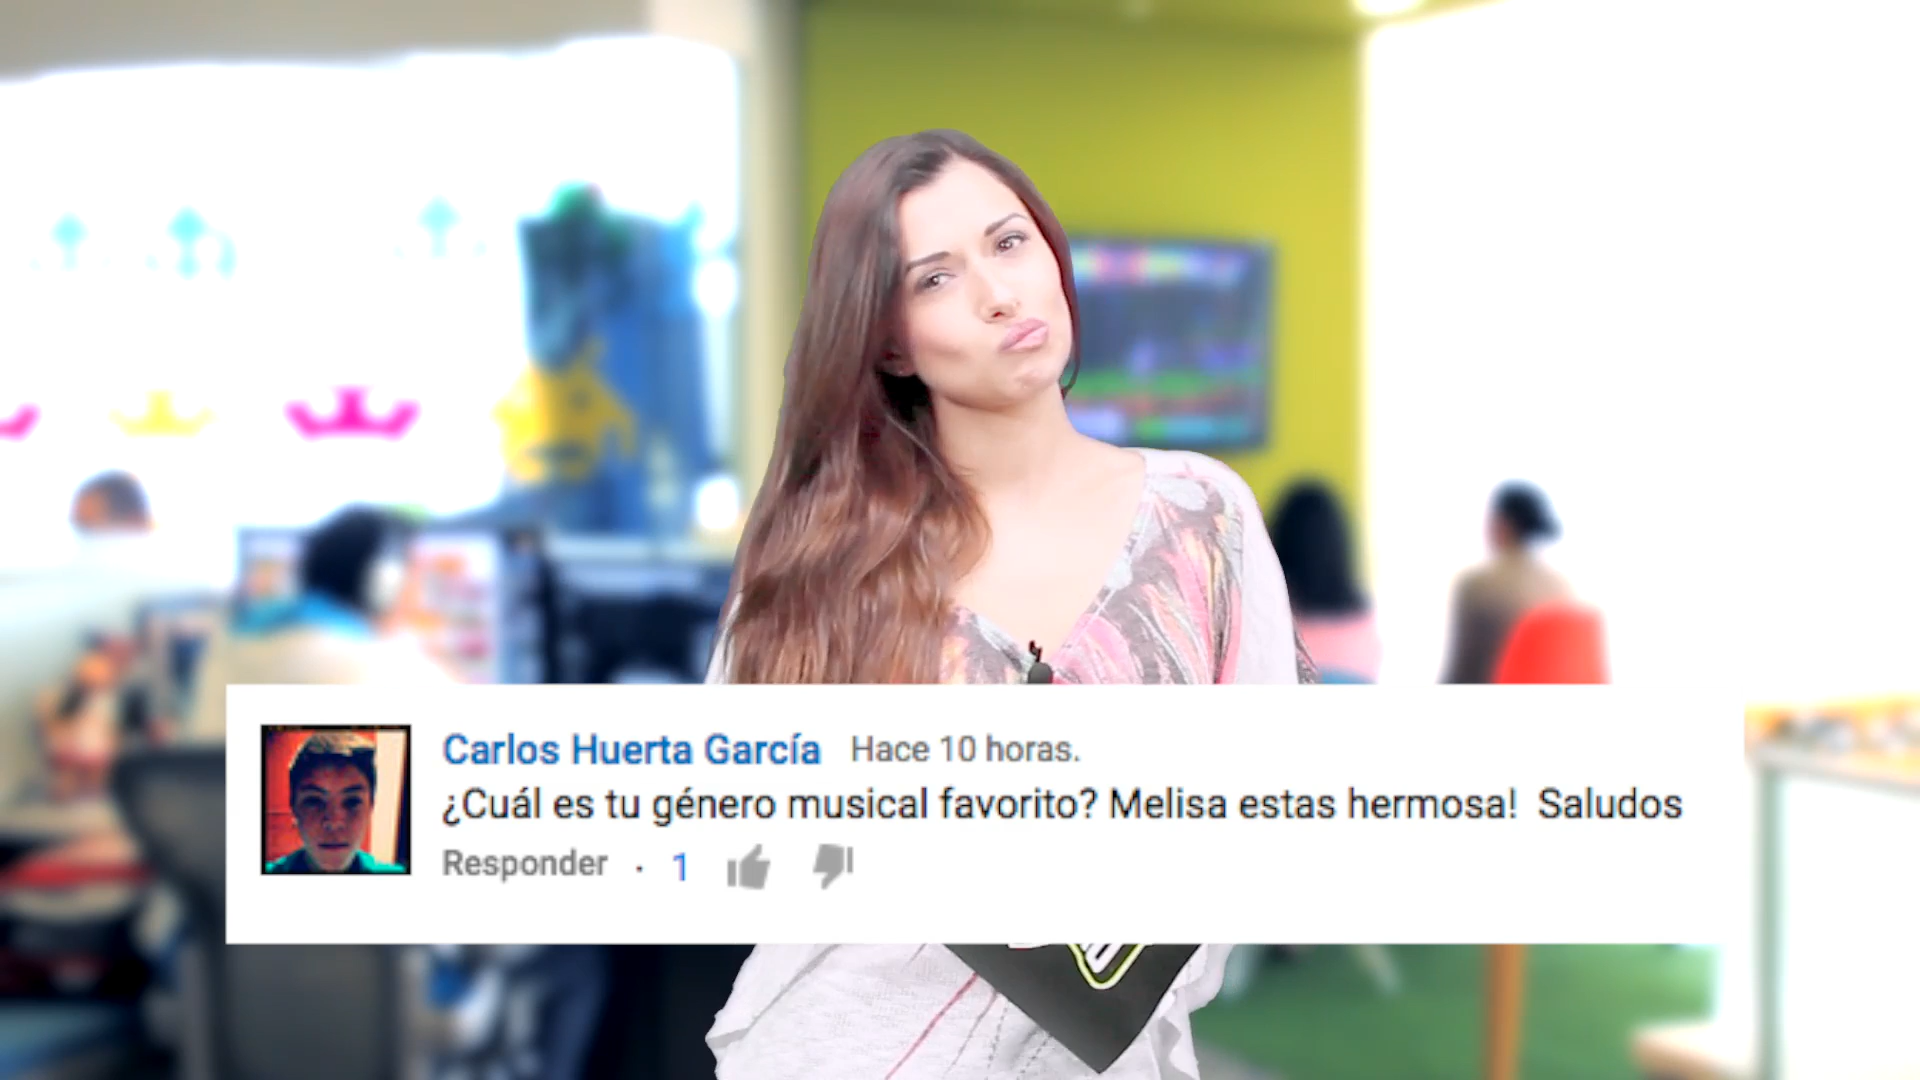 Carlos Huerta García Hace 10 horas.
¿Cuál es tu género musical favorito? Melisa estas hermosa! Saludos
Responder · 1